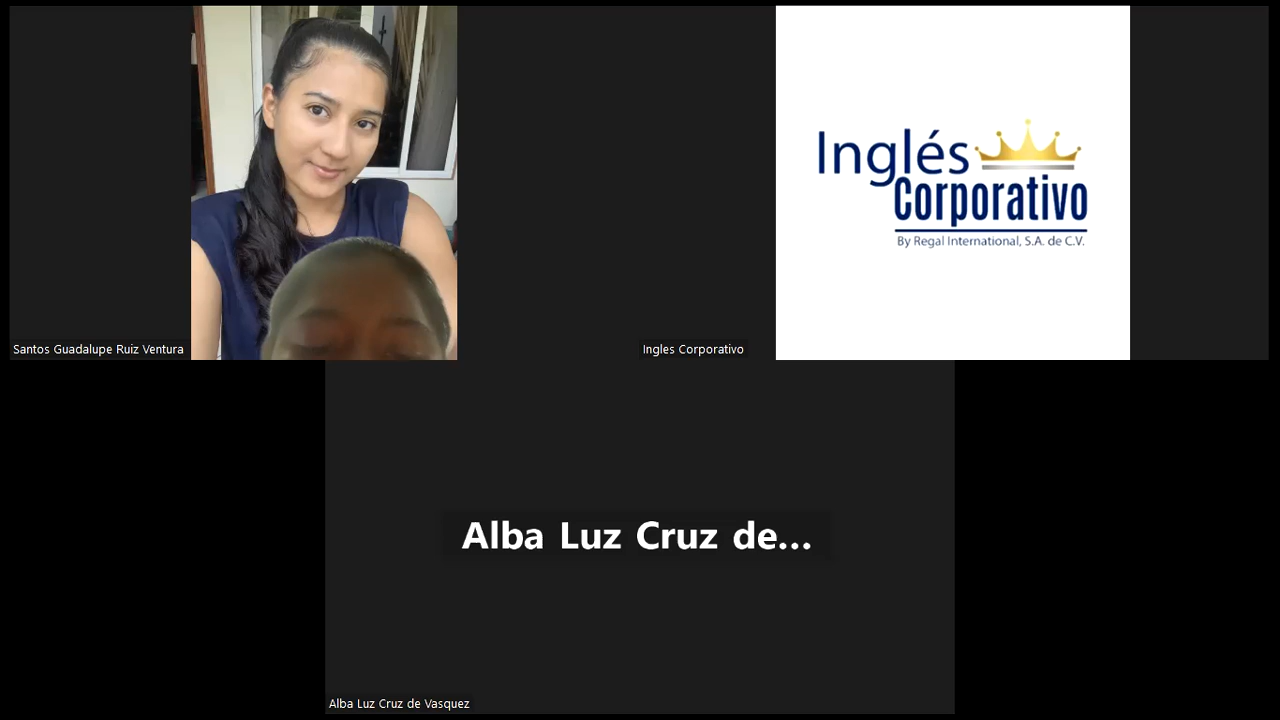 Inglés
Corporativo
By Regal International, S.A. de C.V.
Santos Guadalupe Ruiz Ventura
Ingles Corporativo
Alba Luz Cruz de...
Alba Luz Cruz de Vasquez